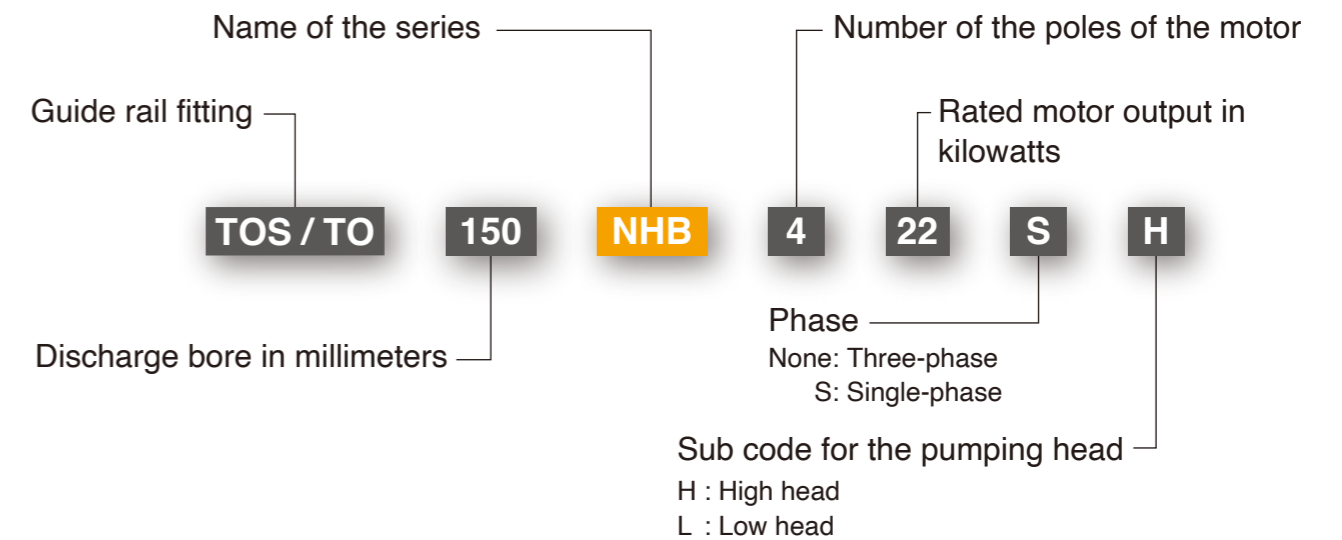 Name of the series
Number of the poles of the motor
Guide rail fitting
Rated motor output in
kilowatts
TOS / TO 150 NHB 4 22 S H
Phase
None: Three-phase
S: Single-phase
Discharge bore in millimeters
Sub code for the pumping head
H : High head
L : Low head